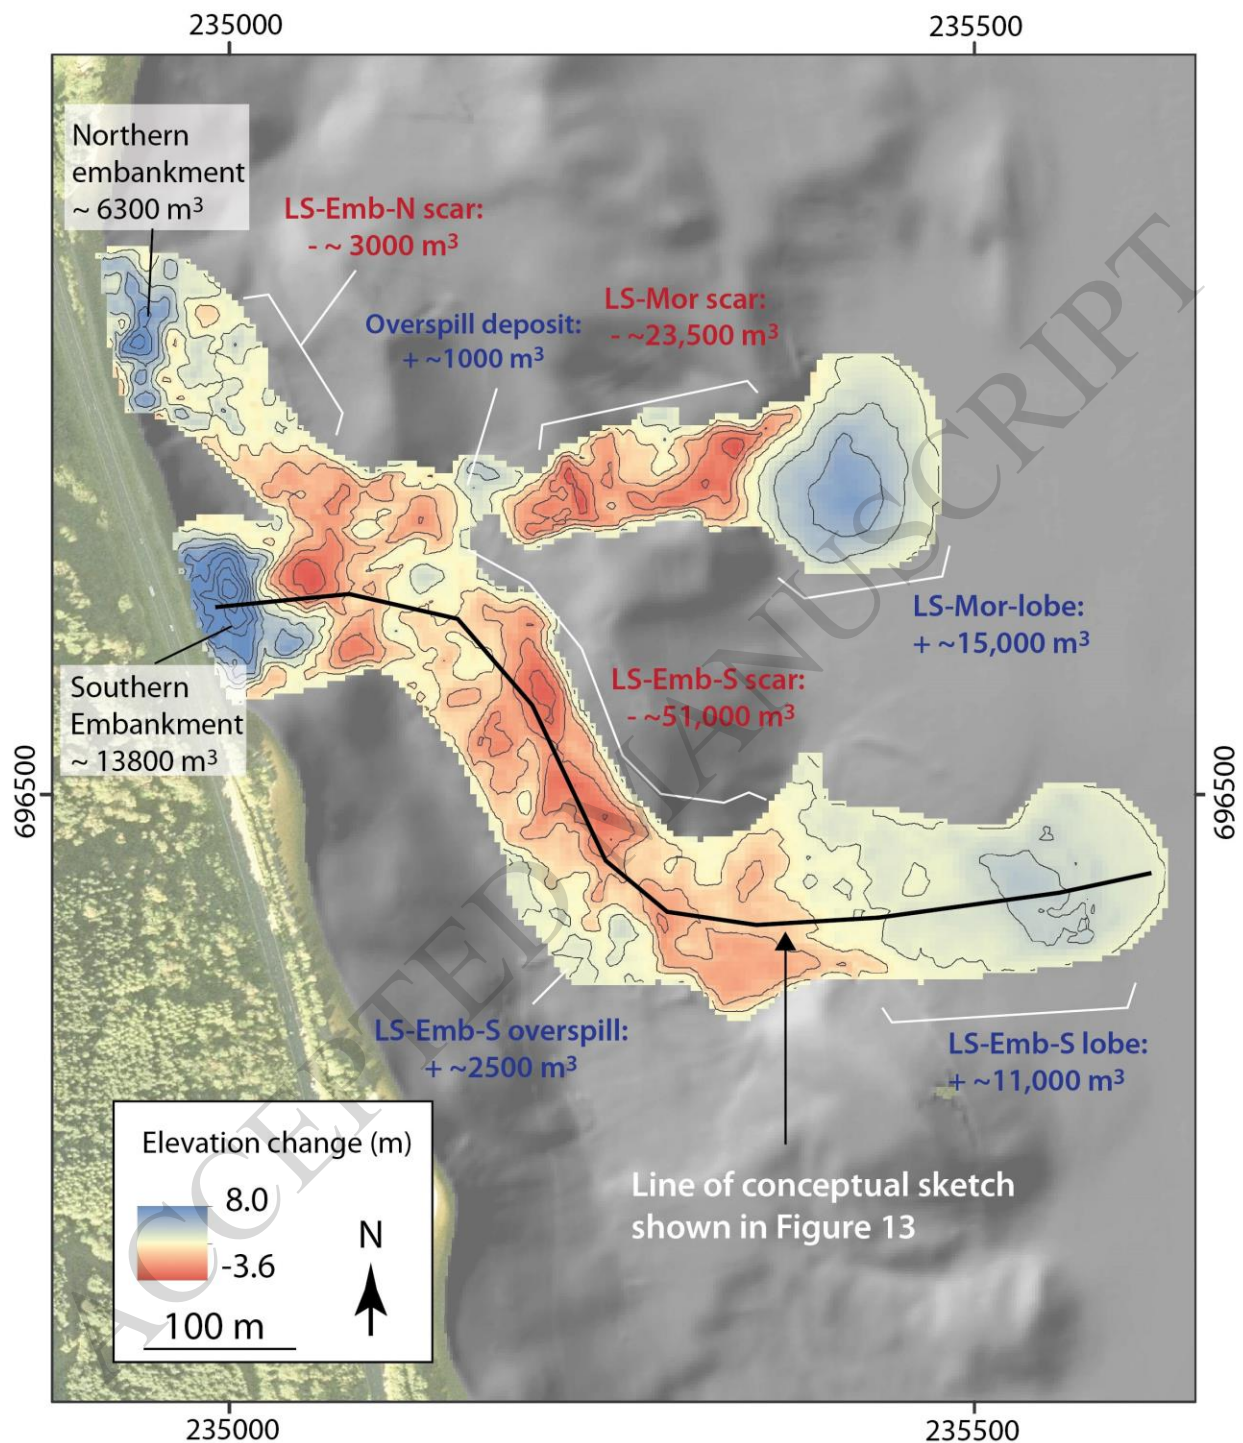 235000
235500
Northern
embankment
~ 6300 m³
LS-Emb-N scar:
- ~ 3000 m³
LS-Mor scar:
- ~23,500 m³
Overspill deposit:
+ ~1000 m³
LS-Mor-lobe:
+ ~15,000 m³
LS-Emb-S scar:
- ~51,000 m³
Southern
Embankment
~ 13800 m³
696500
696500
LS-Emb-S overspill:
+ ~2500 m³
LS-Emb-S lobe:
+ ~11,000 m³
Line of conceptual sketch
shown in Figure 13
Elevation change (m)
8.0
-3.6
N
100 m
ACCEPTED MANUSCRIPT
235000
235500